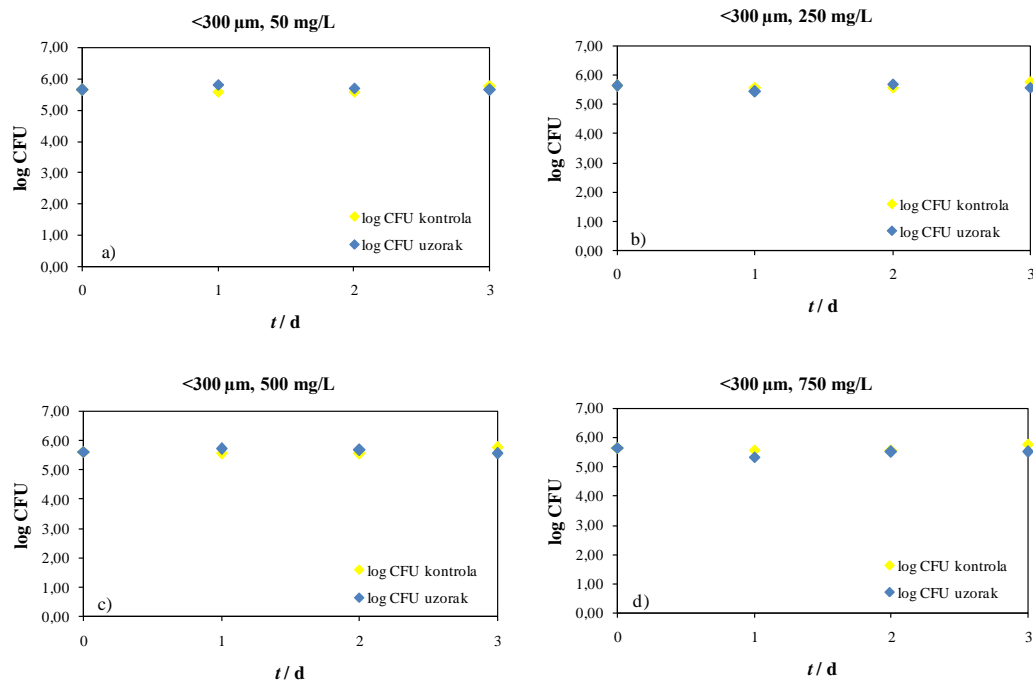 <300 µm, 50 mg/L
7,00
6,00
5,00
4,00
3,00
2,00
1,00
0,00
log CFU
log CFU kontrola
log CFU uzorak
a)
0 1 2 3
t / d
<300 µm, 250 mg/L
7,00
6,00
5,00
4,00
3,00
2,00
1,00
0,00
log CFU
log CFU kontrola
log CFU uzorak
b)
0 1 2 3
t / d
<300 µm, 500 mg/L
7,00
6,00
5,00
4,00
3,00
2,00
1,00
0,00
log CFU
log CFU kontrola
log CFU uzorak
c)
0 1 2 3
t / d
<300 µm, 750 mg/L
7,00
6,00
5,00
4,00
3,00
2,00
1,00
0,00
log CFU
log CFU kontrola
log CFU uzorak
d)
0 1 2 3
t / d